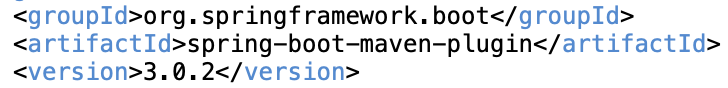 <groupId>org.springframework.boot</groupId>
<artifactId>spring-boot-maven-plugin</artifactId>
<version>3.0.2</version>